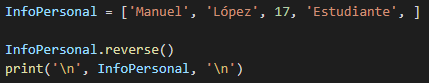 InfoPersonal = ['Manuel', 'López', 17, 'Estudiante', ]
InfoPersonal.reverse()
print('\n', InfoPersonal, '\n')